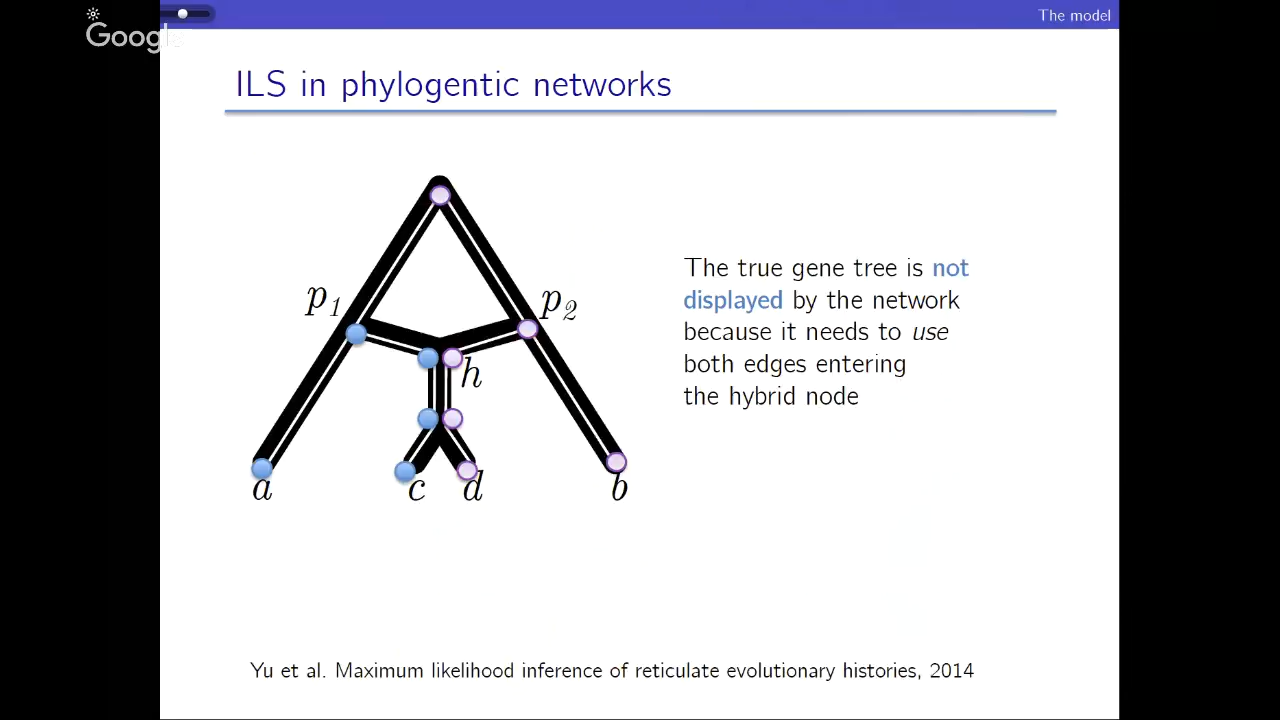 The model
Google
ILS in phylogentic networks
p1
p2
h
a
c
d
b
The true gene tree is not
displayed by the network
because it needs to use
both edges entering
the hybrid node
Yu et al. Maximum likelihood inference of reticulate evolutionary histories, 2014